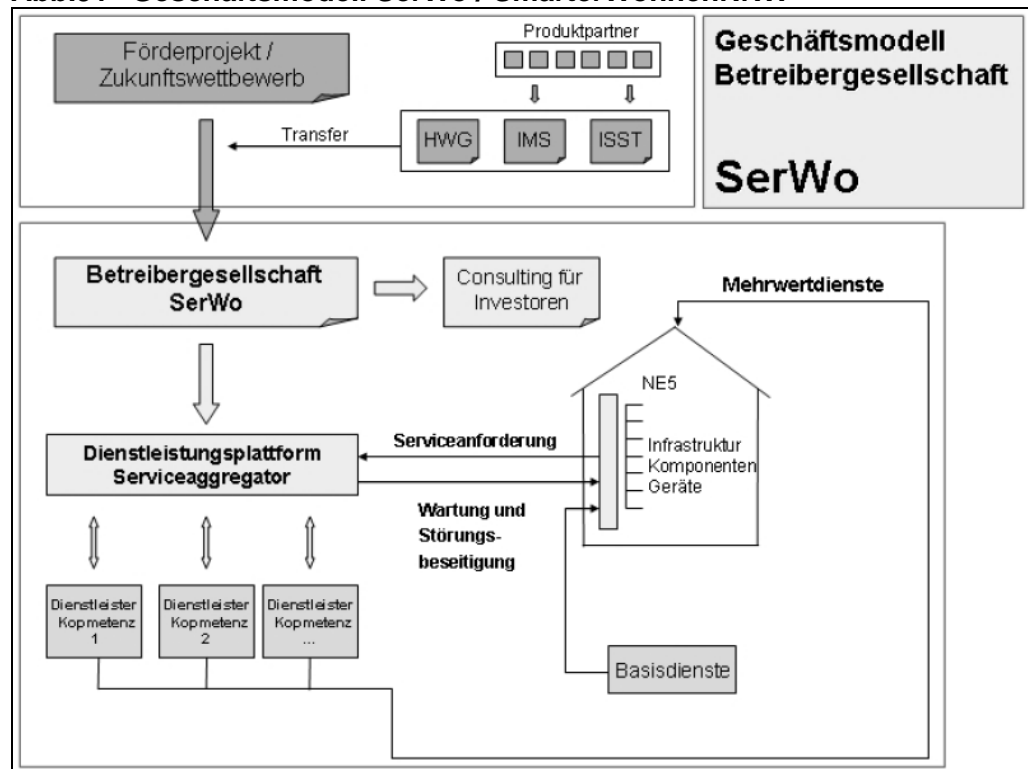 Förderprojekt /
Zukunftswettbewerb
Produktpartner
Transfer
HWG
IMS
ISST
Geschäftsmodell
Betreibergesellschaft
SerWo
Betreibergesellschaft
SerWo
Consulting für
Investoren
Mehrwertdienste
NE5
Infrastruktur
Komponenten
Geräte
Dienstleistungsplattform
Serviceaggregator
Serviceanforderung
Wartung und
Störungs-
beseitigung
Dienstleister
Kopmetenz
1
Dienstleister
Kopmetenz
2
Dienstleister
Kopmetenz
...
Basisdienste